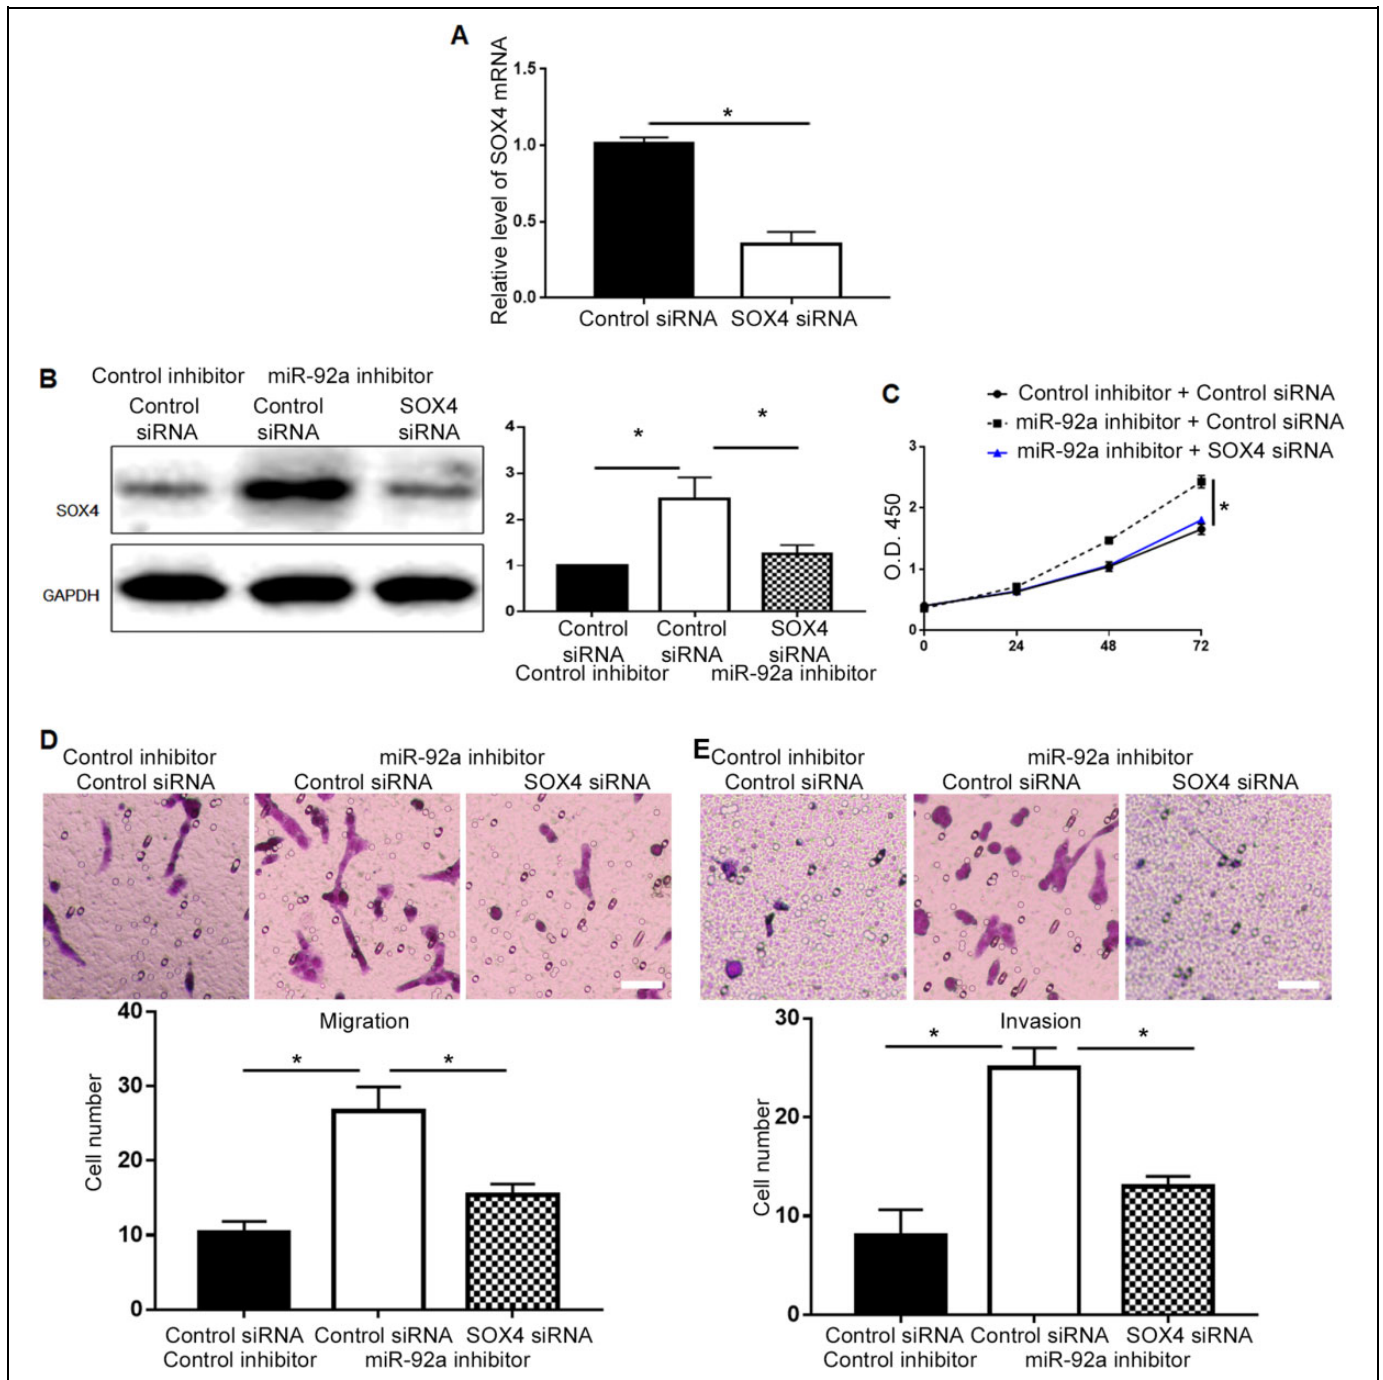 A
Relative level of SOX4 mRNA
1.5
1.0
0.5
0.0
*
Control siRNA SOX4 siRNA
B
Control inhibitor miR-92a inhibitor
Control siRNA
Control siRNA
SOX4 siRNA
SOX4
GAPDH
4
3
2
1
0
*
*
Control siRNA
Control siRNA
SOX4 siRNA
Control inhibitor miR-92a inhibitor
C
Control inhibitor + Control siRNA
miR-92a inhibitor + Control siRNA
miR-92a inhibitor + SOX4 siRNA
O.D. 450
3
2
1
0
0 24 48 72
*
D
Control inhibitor miR-92a inhibitor
Control siRNA Control siRNA SOX4 siRNA
Migration
Cell number
40
30
20
10
0
* *
Control siRNA Control siRNA SOX4 siRNA
Control inhibitor miR-92a inhibitor
E
Control inhibitor miR-92a inhibitor
Control siRNA Control siRNA SOX4 siRNA
Invasion
Cell number
30
20
10
0
* *
Control siRNA Control siRNA SOX4 siRNA
Control inhibitor miR-92a inhibitor